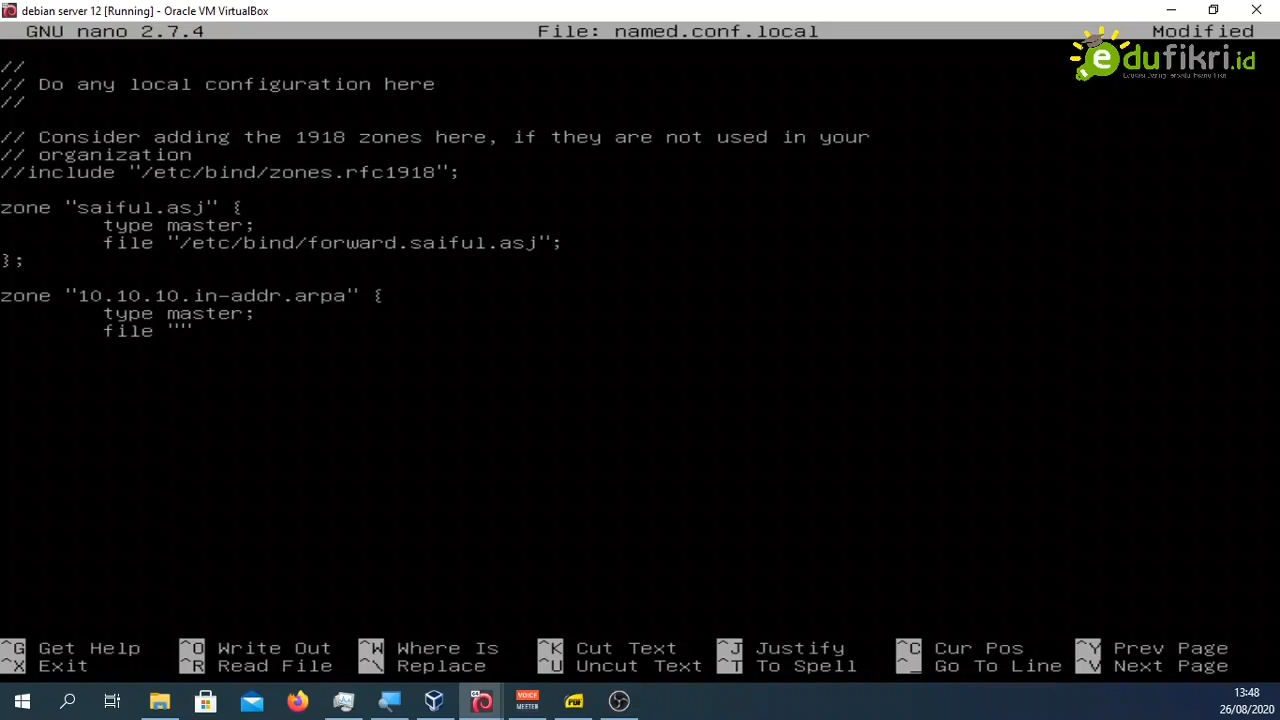 debian server 12 [Running] - Oracle VM VirtualBox
GNU nano 2.7.4 File: named.conf.local Modified
edufikri.id
//
// Do any local configuration here
//
// Consider adding the 1918 zones here, if they are not used in your
// organization
//include "/etc/bind/zones.rfc1918";
zone "saiful.asj" {
type master;
file "/etc/bind/forward.saiful.asj";
};
zone "10.10.10.in-addr.arpa" {
type master;
file ""
^G Get Help ^O Write Out ^W Where Is ^K Cut Text ^J Justify ^C Cur Pos ^Y Prev Page
^X Exit ^R Read File ^\ Replace ^U Uncut Text ^T To Spell ^_ Go To Line ^V Next Page
VOICE
MEETER
13:48
26/08/2020